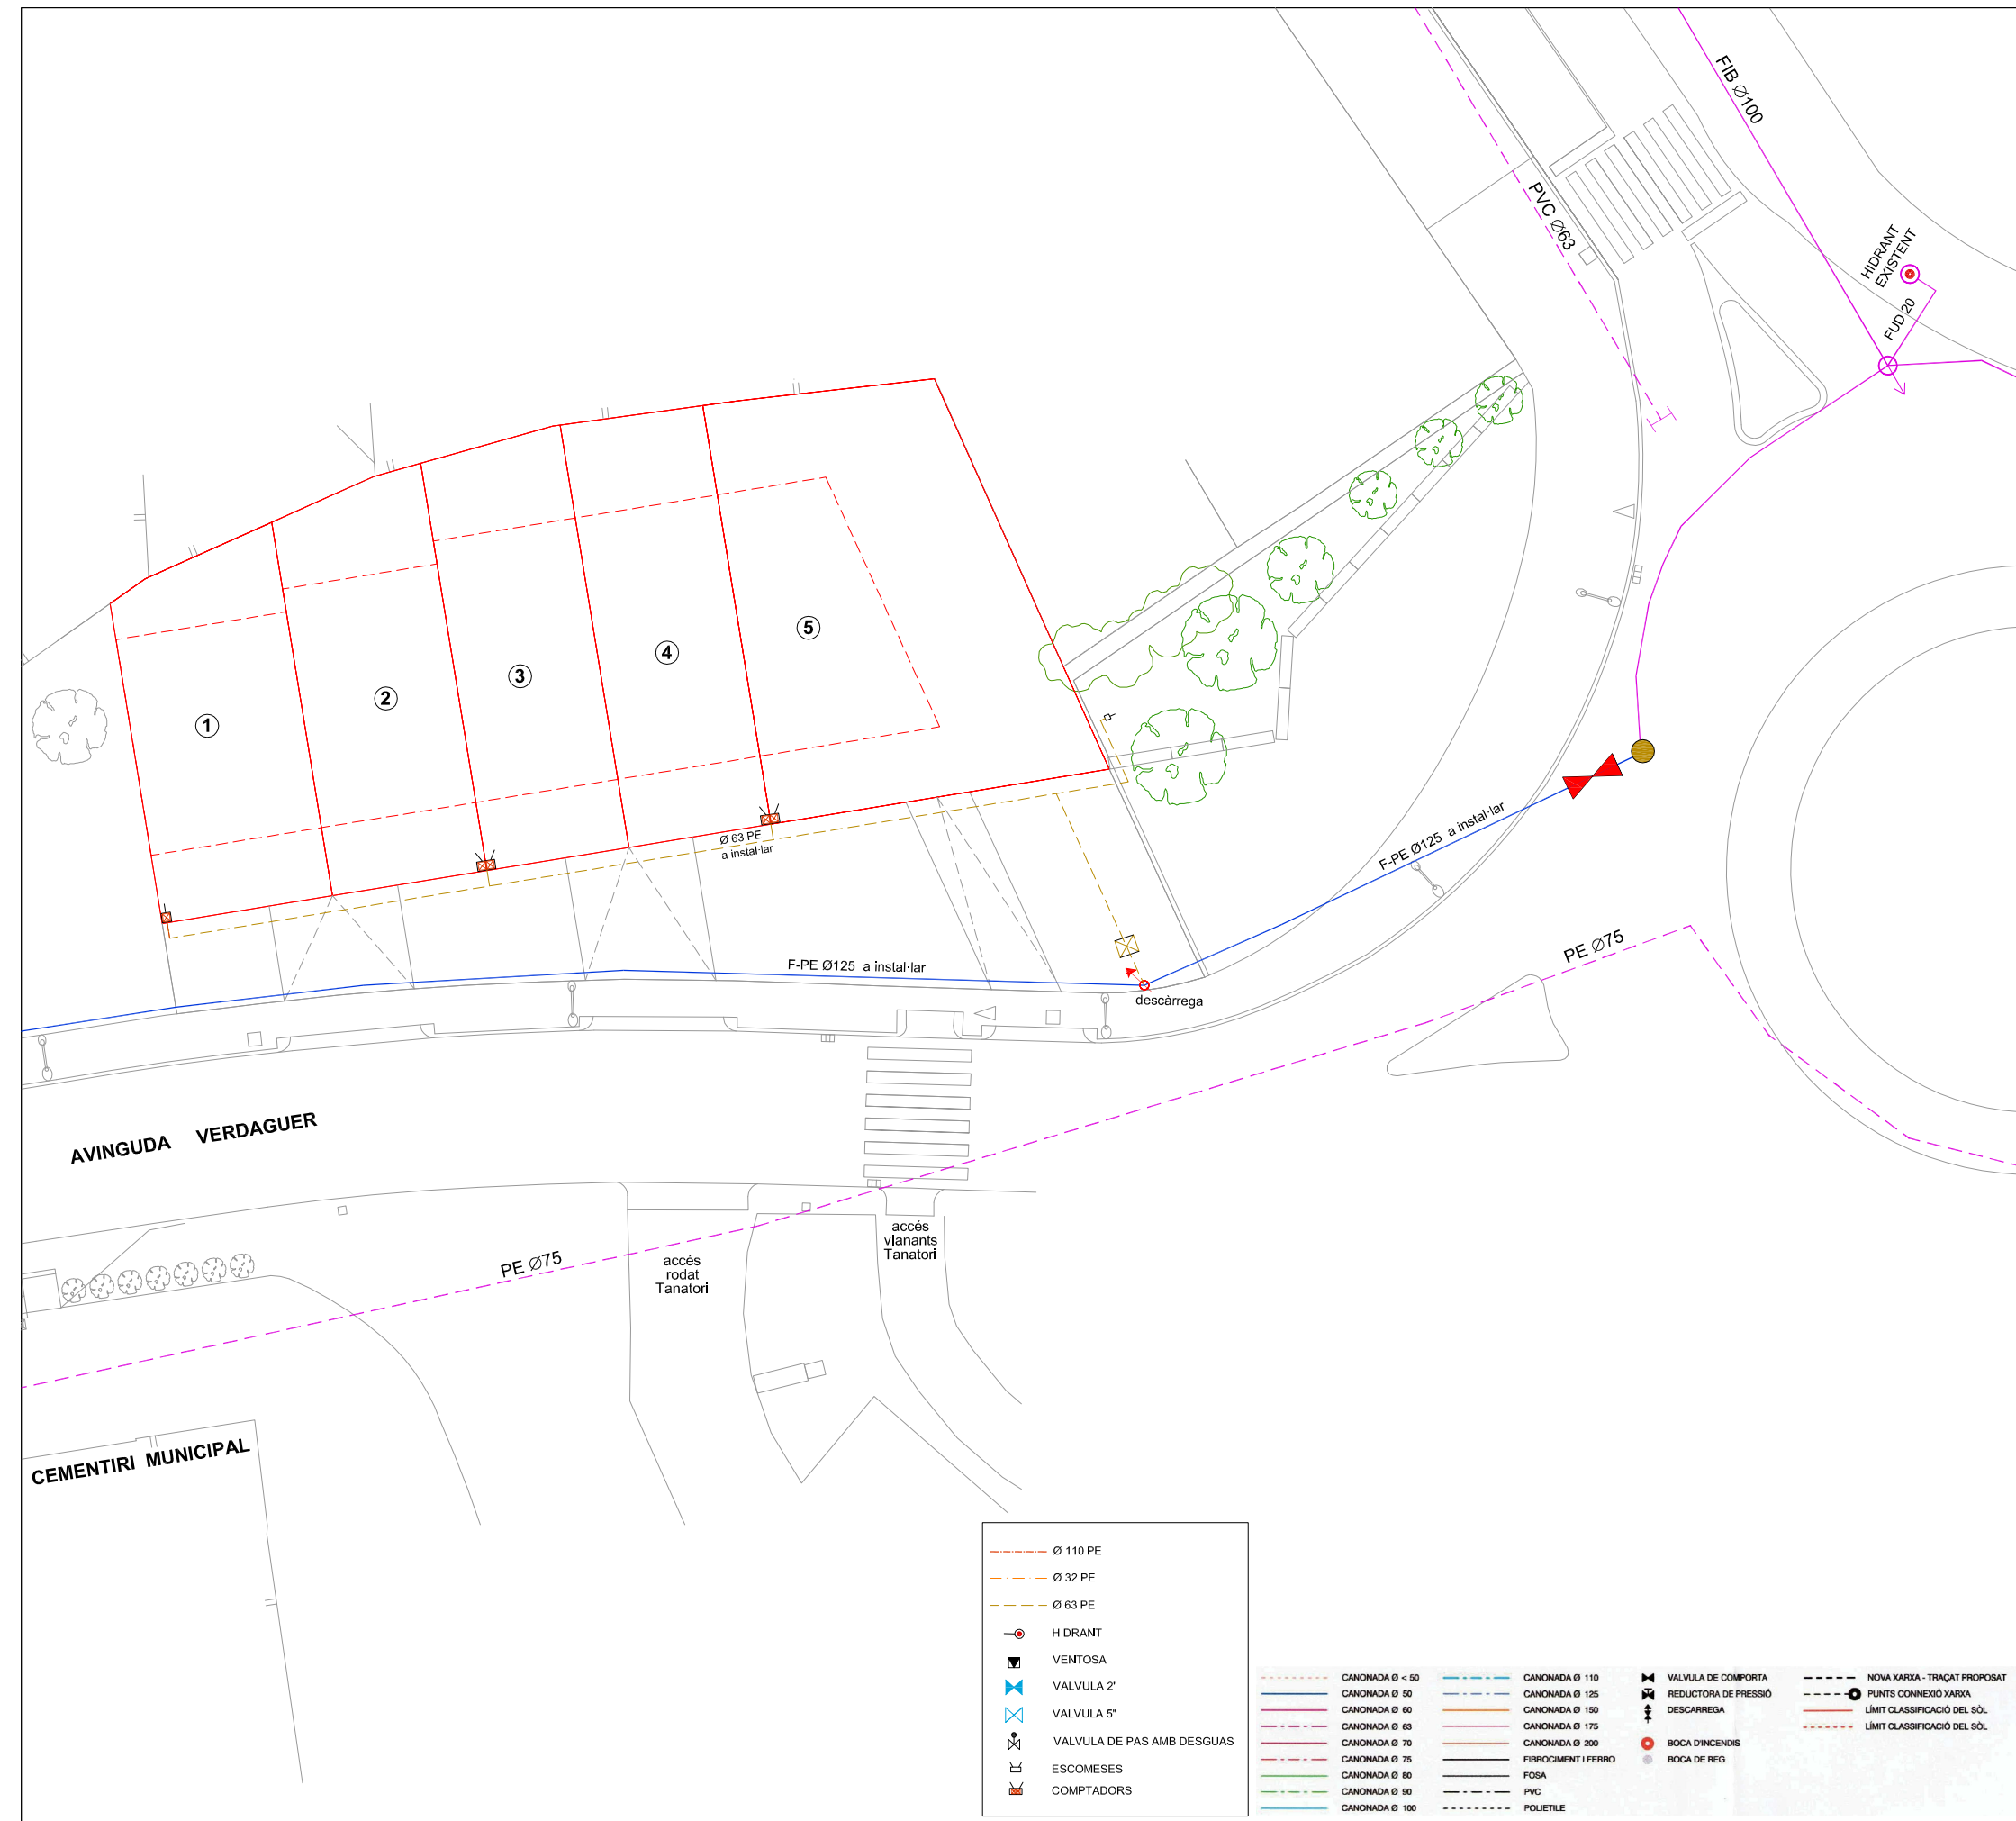 FIB Ø100
PVC Ø63
HIDRANT
EXISTENT
FUD 20
1
2
3
4
5
Ø 63 PE
a instal·lar
F-PE Ø125 a instal·lar
F-PE Ø125 a instal·lar
descàrrega
PE Ø75
AVINGUDA VERDAGUER
PE Ø75
accés
rodat
Tanatori
accés
vianants
Tanatori
CEMENTIRI MUNICIPAL
Ø 110 PE
Ø 32 PE
Ø 63 PE
HIDRANT
VENTOSA
VALVULA 2"
VALVULA 5"
VALVULA DE PAS AMB DESGUAS
ESCOMESES
COMPTADORS
CANONADA Ø < 50
CANONADA Ø 50
CANONADA Ø 60
CANONADA Ø 63
CANONADA Ø 70
CANONADA Ø 75
CANONADA Ø 80
CANONADA Ø 90
CANONADA Ø 100
CANONADA Ø 110
CANONADA Ø 125
CANONADA Ø 150
CANONADA Ø 175
CANONADA Ø 200
FIBROCIMENT I FERRO
FOSA
PVC
POLIETILE
VALVULA DE COMPORTA
REDUCTORA DE PRESSIÓ
DESCARREGA
BOCA D'INCENDIS
BOCA DE REG
NOVA XARXA - TRAÇAT PROPOSAT
PUNTS CONNEXIÓ XARXA
LÍMIT CLASSIFICACIÓ DEL SÒL
LÍMIT CLASSIFICACIÓ DEL SÒL